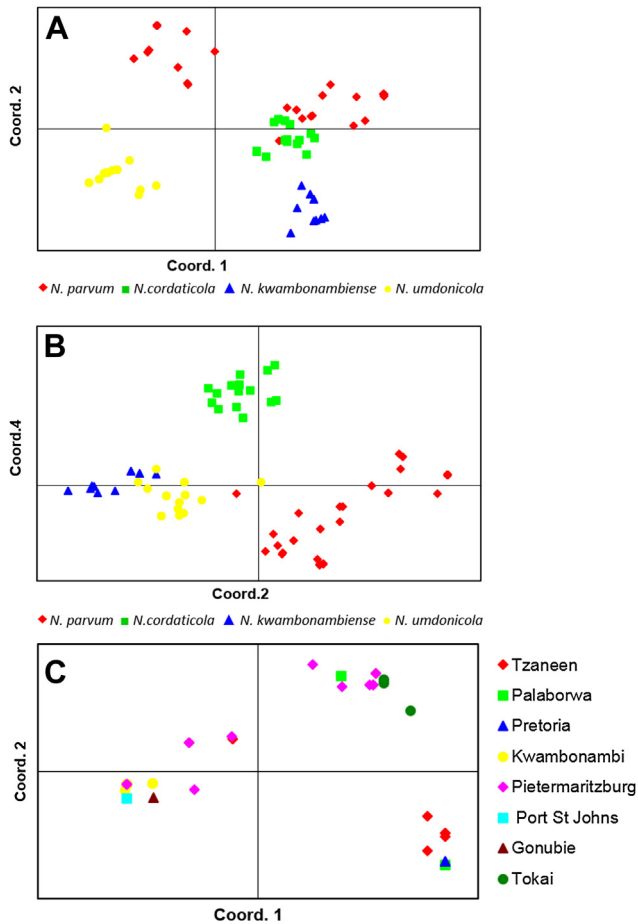 A
Coord. 2
Coord. 1
N. parvum N.cordaticola N. kwambonambiense N. umdonicola
B
Coord.4
Coord.2
N. parvum N.cordaticola N. kwambonambiense N. umdonicola
C
Coord. 2
Coord. 1
Tzaneen
Palaborwa
Pretoria
Kwambonambi
Pietermaritzburg
Port St Johns
Gonubie
Tokai